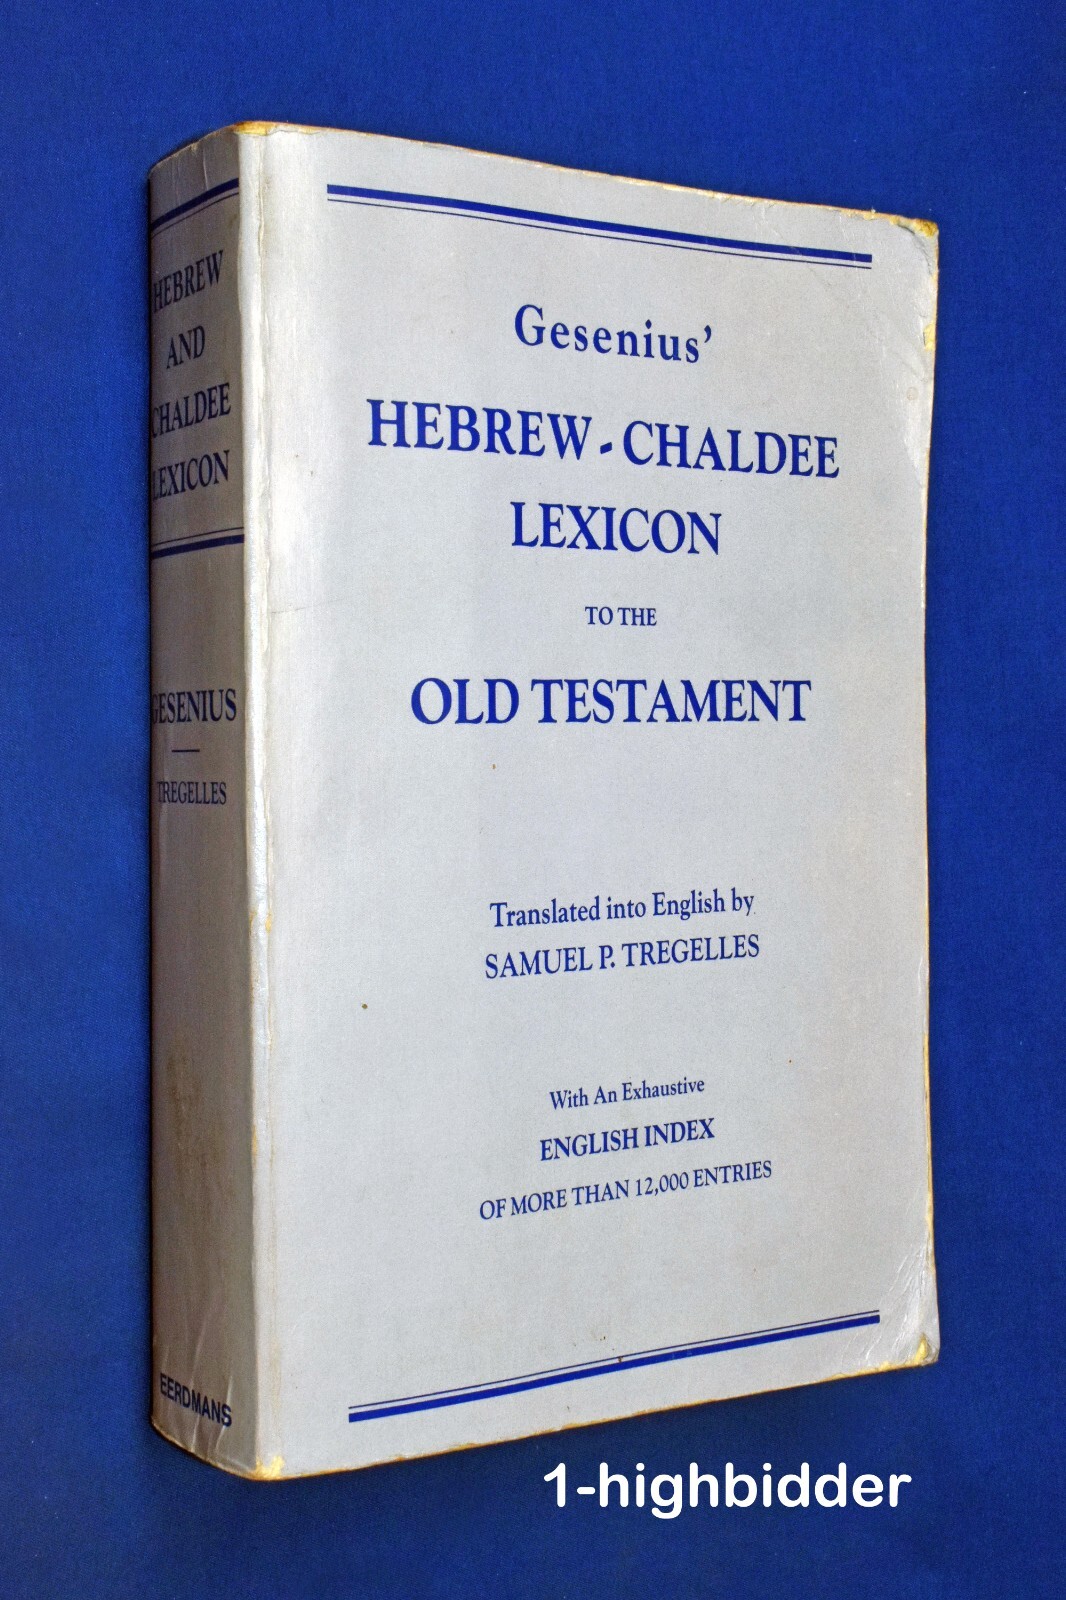 HEBREW
AND
CHALDEE
LEXICON
GESENIUS
TREGELLES
EERDMANS
Gesenius'
HEBREW-CHALDEE
LEXICON
TO THE
OLD TESTAMENT
Translated into English by
SAMUEL P. TREGELLES
With An Exhaustive
ENGLISH INDEX
OF MORE THAN 12,000 ENTRIES
1-highbidder